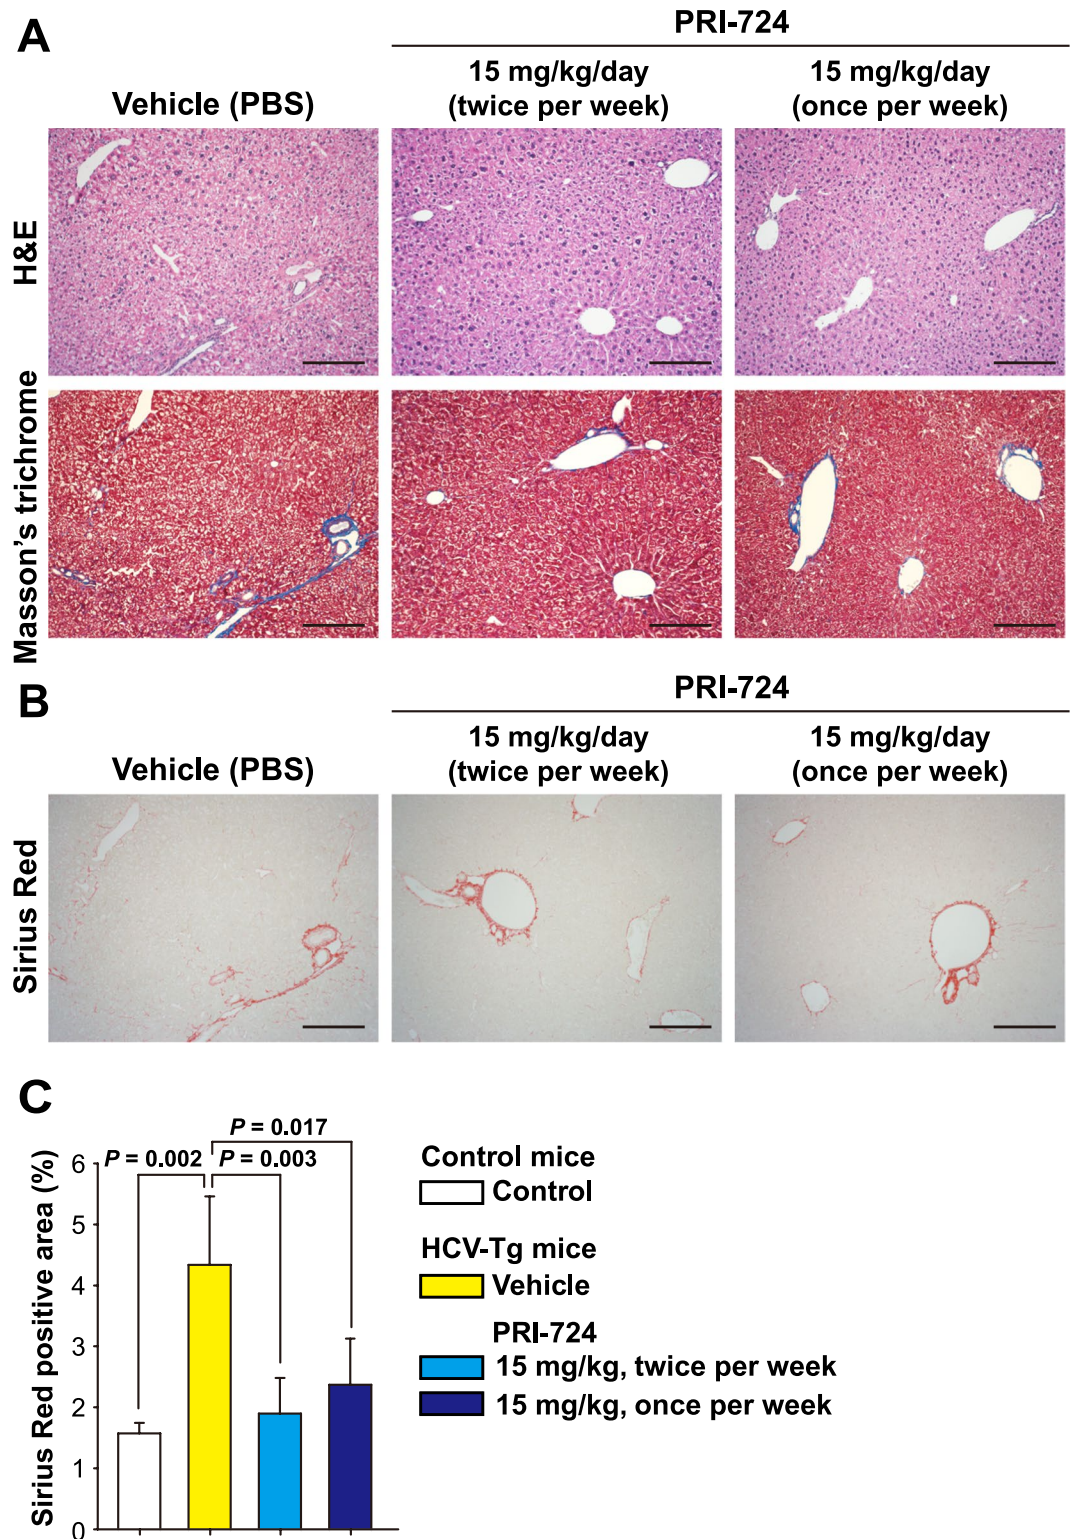 A
PRI-724
Vehicle (PBS)
15 mg/kg/day
(twice per week)
15 mg/kg/day
(once per week)
H&E
Masson's trichrome
B
PRI-724
Vehicle (PBS)
15 mg/kg/day
(twice per week)
15 mg/kg/day
(once per week)
Sirius Red
C
Sirius Red positive area (%)
6
5
4
3
2
1
0
P = 0.017
P = 0.002
P = 0.003
Control mice
Control
HCV-Tg mice
Vehicle
PRI-724
15 mg/kg, twice per week
15 mg/kg, once per week